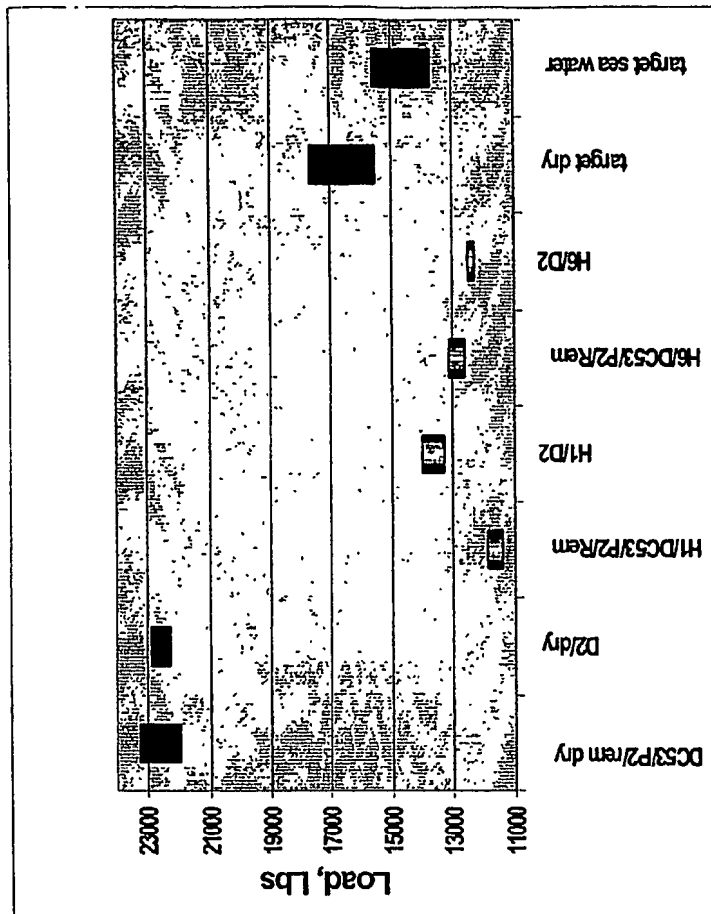 Load, Lbs
23000
21000
19000
17000
15000
13000
11000
DC53/P2/rem dry
D2/dry
H1/DC53/P2/Rem
H1/D2
H6/DC53/P2/Rem
H6/D2
target dry
target sea water